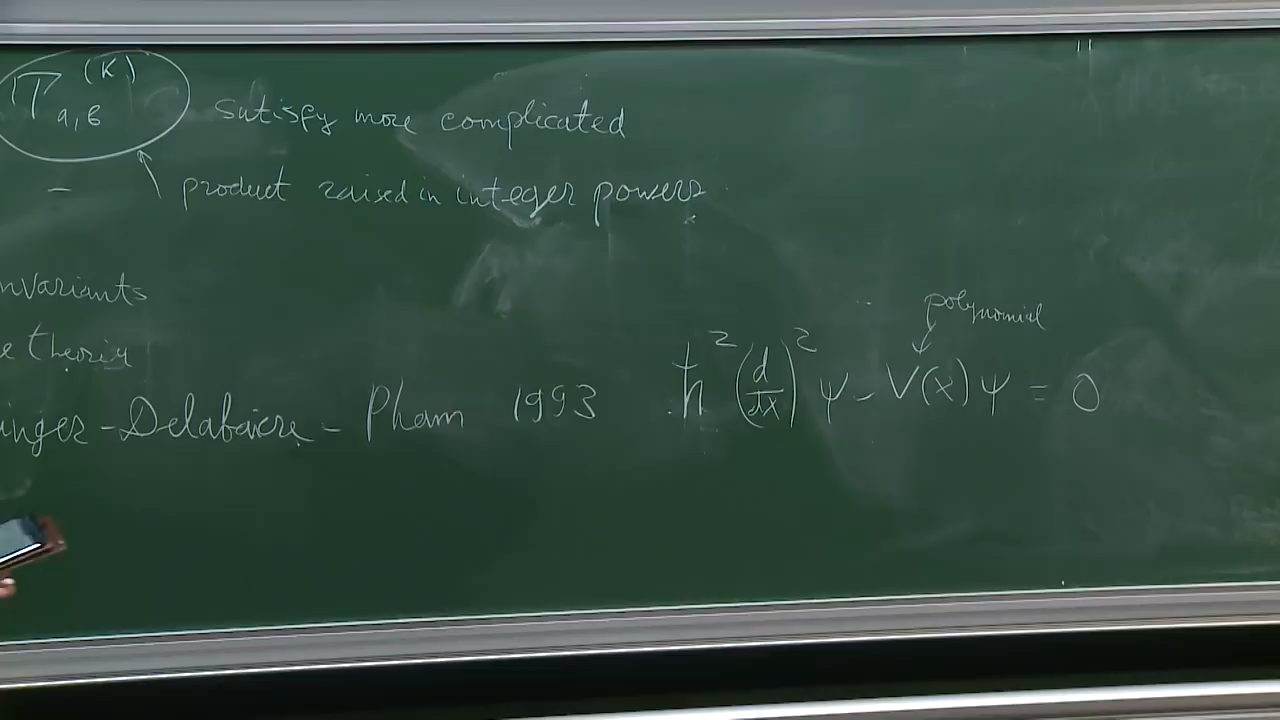 T_{a,b}^{(K)} satisfy more complicated
product raised in integer powers
nvariants
e theory
inger - Delabaere - Pham 1993
polynomial
ħ² (d/dx)² ψ - V(x) ψ = 0